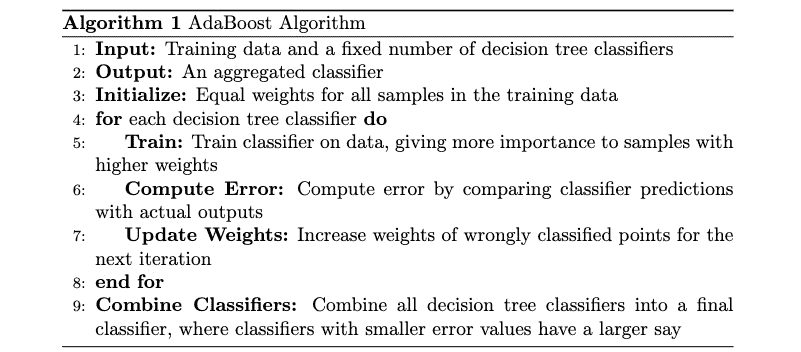 Algorithm 1 AdaBoost Algorithm
1: Input: Training data and a fixed number of decision tree classifiers
2: Output: An aggregated classifier
3: Initialize: Equal weights for all samples in the training data
4: for each decision tree classifier do
5: Train: Train classifier on data, giving more importance to samples with
higher weights
6: Compute Error: Compute error by comparing classifier predictions
with actual outputs
7: Update Weights: Increase weights of wrongly classified points for the
next iteration
8: end for
9: Combine Classifiers: Combine all decision tree classifiers into a final
classifier, where classifiers with smaller error values have a larger say